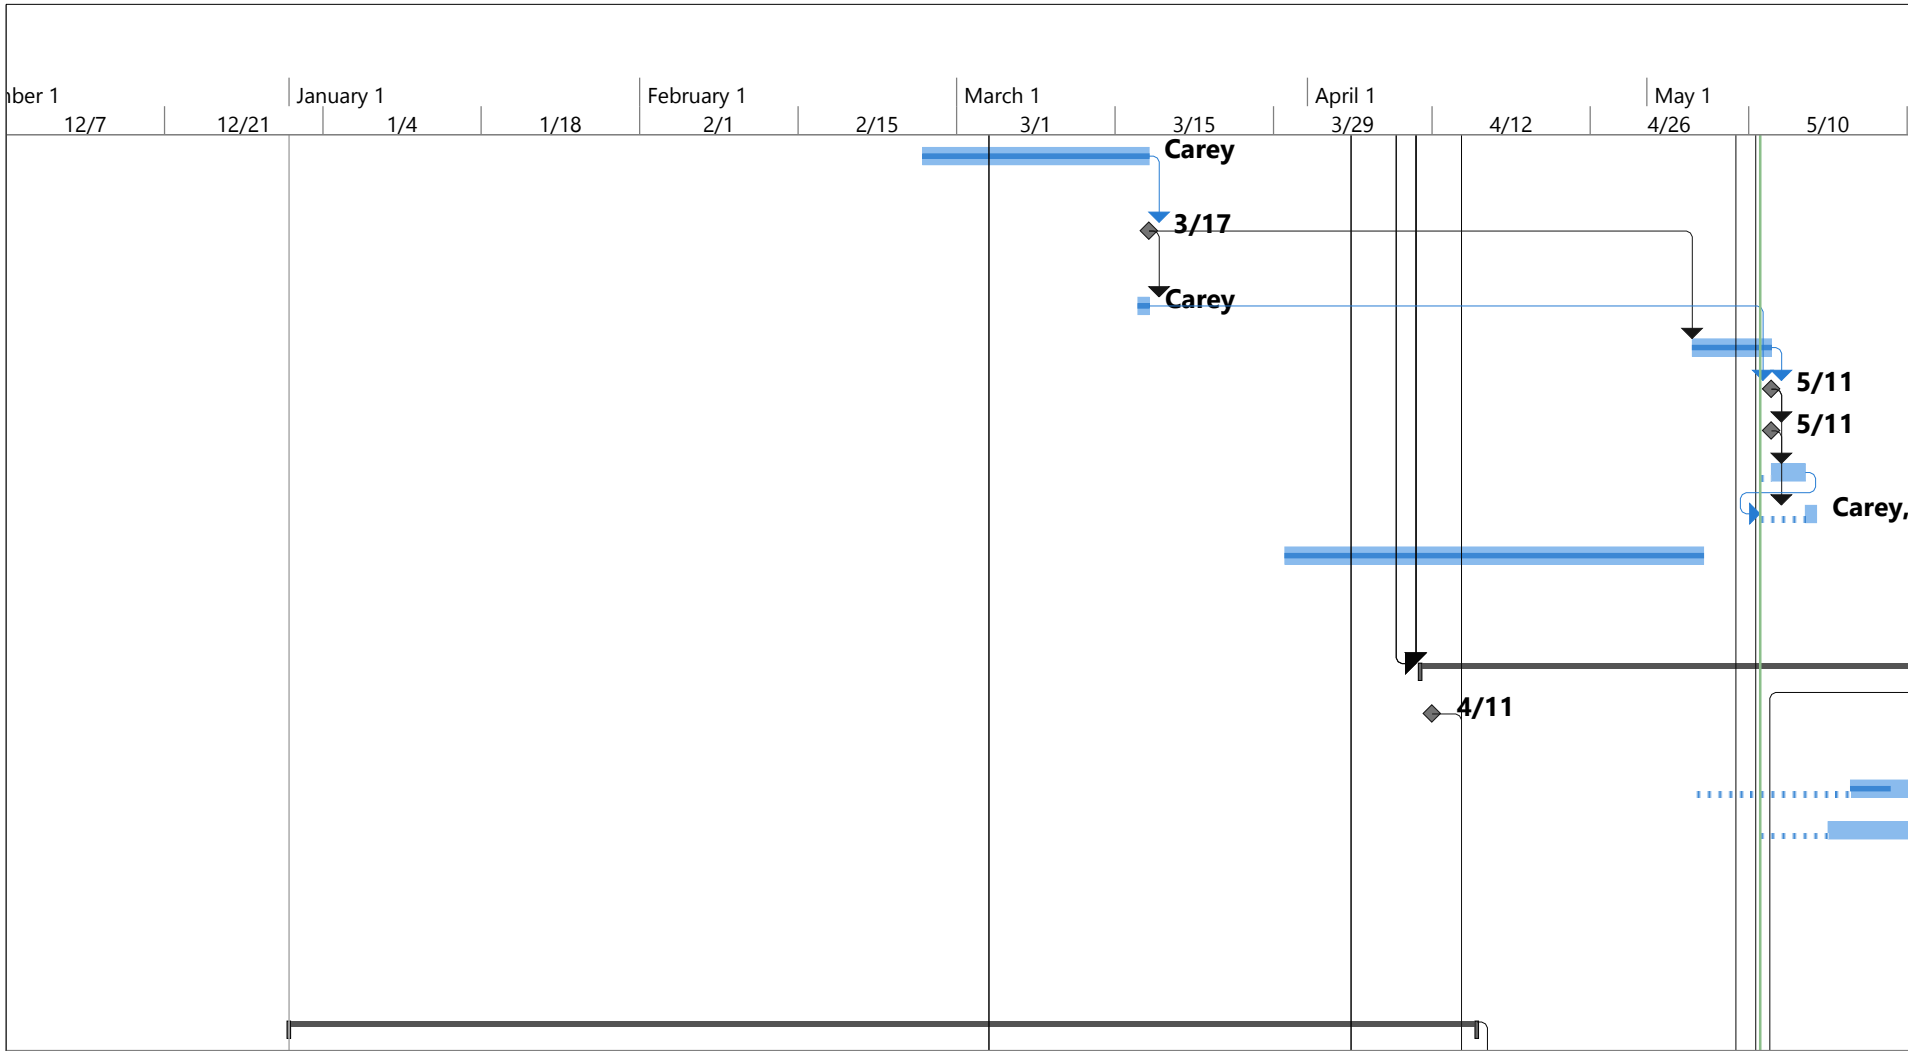 nber 1 January 1 February 1 March 1 April 1 May 1
12/7 12/21 1/4 1/18 2/1 2/15 3/1 3/15 3/29 4/12 4/26 5/10
Carey
3/17
Carey
5/11
5/11
Carey,
4/11